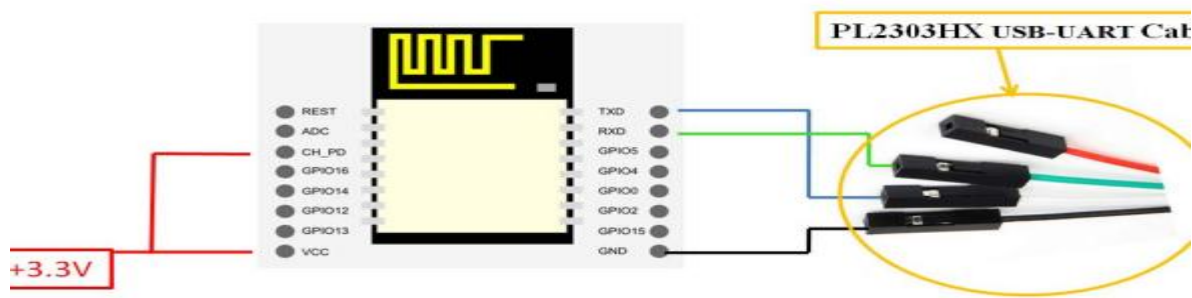 PL2303HX USB-UART Cab
REST
ADC
CH_PD
GPIO16
GPIO14
GPIO12
GPIO13
VCC
TXD
RXD
GPIO5
GPIO4
GPIO0
GPIO2
GPIO15
GND
+3.3V